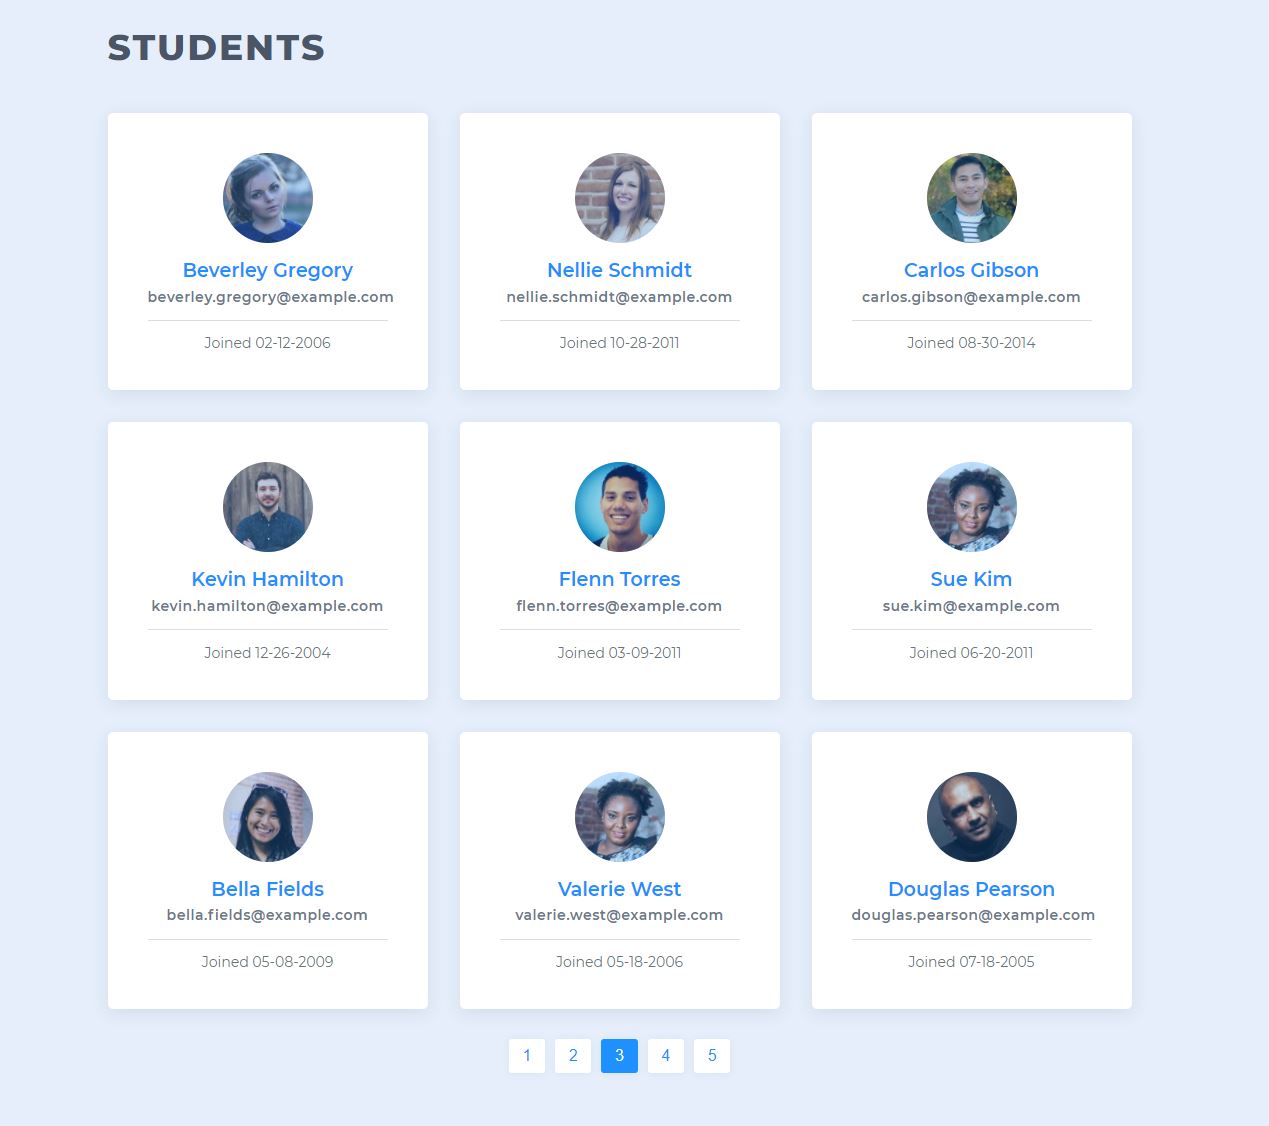 STUDENTS
Beverley Gregory
beverley.gregory@example.com
Joined 02-12-2006
Nellie Schmidt
nellie.schmidt@example.com
Joined 10-28-2011
Carlos Gibson
carlos.gibson@example.com
Joined 08-30-2014
Kevin Hamilton
kevin.hamilton@example.com
Joined 12-26-2004
Flenn Torres
flenn.torres@example.com
Joined 03-09-2011
Sue Kim
sue.kim@example.com
Joined 06-20-2011
Bella Fields
bella.fields@example.com
Joined 05-08-2009
Valerie West
valerie.west@example.com
Joined 05-18-2006
Douglas Pearson
douglas.pearson@example.com
Joined 07-18-2005
1 2 3 4 5